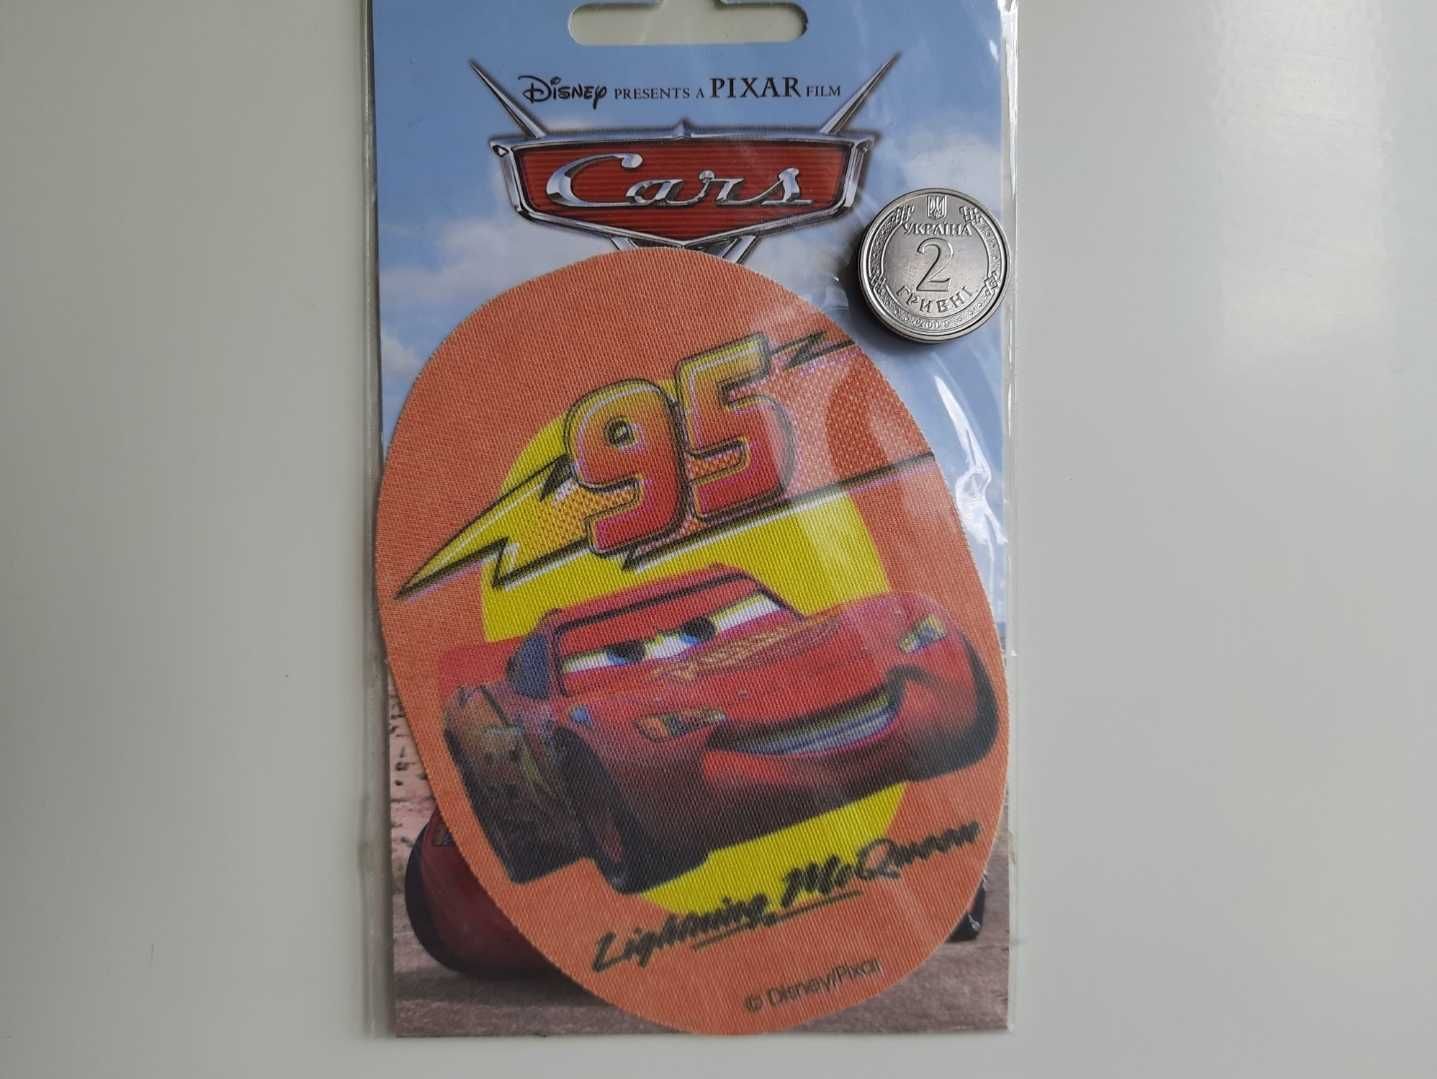 Disney PRESENTS A PIXAR FILM
Cars
УКРАЇНА
2
ГРИВНІ
95
Lightning McQueen
© Disney/Pixar